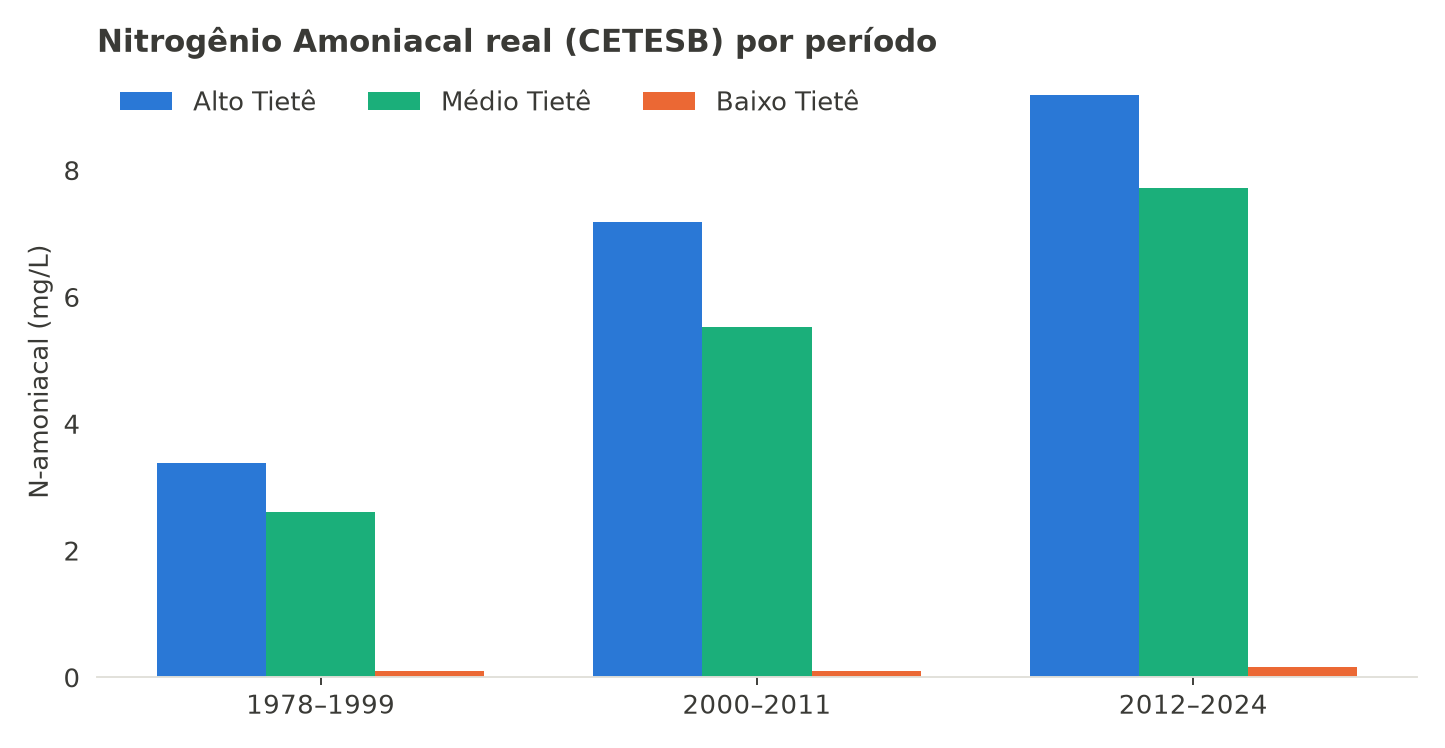 Nitrogênio Amoniacal real (CETESB) por período
Alto Tietê
Médio Tietê
Baixo Tietê
N-amoniacal (mg/L)
8
6
4
2
0
1978–1999
2000–2011
2012–2024